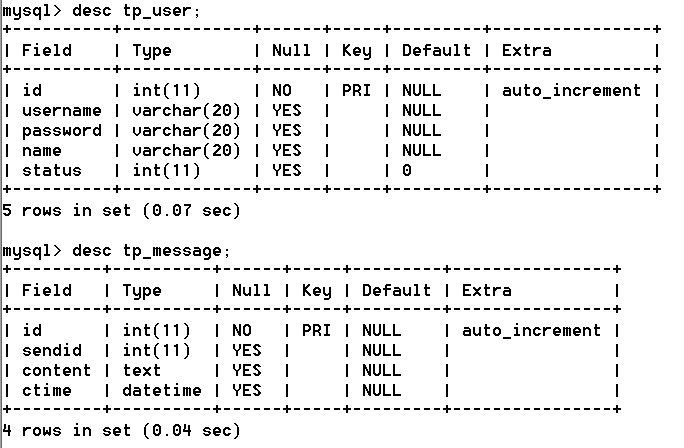 mysql> desc tp_user;
+----------+-------------+------+-----+---------+----------------+
| Field    | Type        | Null | Key | Default | Extra          |
+----------+-------------+------+-----+---------+----------------+
| id       | int(11)     | NO   | PRI | NULL    | auto_increment |
| username | varchar(20) | YES  |     | NULL    |                |
| password | varchar(20) | YES  |     | NULL    |                |
| name     | varchar(20) | YES  |     | NULL    |                |
| status   | int(11)     | YES  |     | 0       |                |
+----------+-------------+------+-----+---------+----------------+
5 rows in set (0.07 sec)
mysql> desc tp_message;
+---------+----------+------+-----+---------+----------------+
| Field   | Type     | Null | Key | Default | Extra          |
+---------+----------+------+-----+---------+----------------+
| id      | int(11)  | NO   | PRI | NULL    | auto_increment |
| sendid  | int(11)  | YES  |     | NULL    |                |
| content | text     | YES  |     | NULL    |                |
| ctime   | datetime | YES  |     | NULL    |                |
+---------+----------+------+-----+---------+----------------+
4 rows in set (0.04 sec)